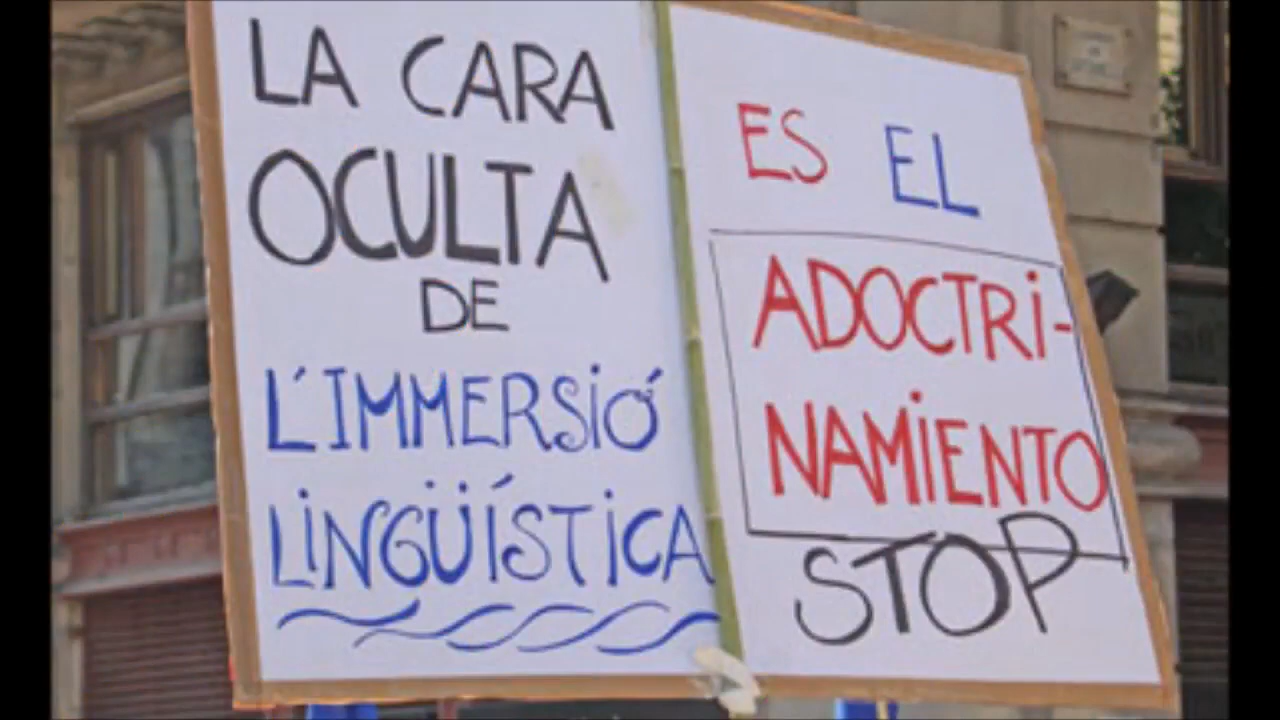 LA CARA
OCULTA
DE
L'IMMERSIÓ
LINGÜÍSTICA
ES EL
ADOCTRI-
NAMIENTO
STOP